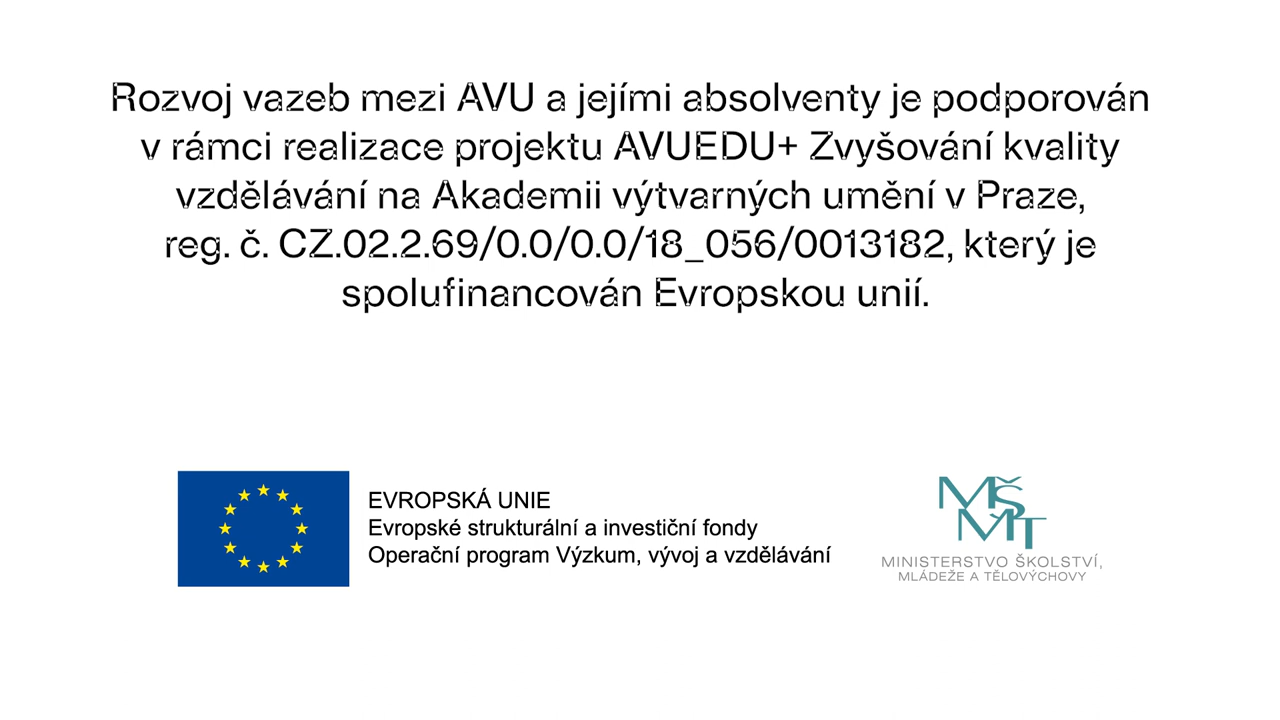 Rozvoj vazeb mezi AVU a jejími absolventy je podporován
v rámci realizace projektu AVUEDU+ Zvyšování kvality
vzdělávání na Akademii výtvarných umění v Praze,
reg. č. CZ.02.2.69/0.0/0.0/18_056/0013182, který je
spolufinancován Evropskou unií.
EVROPSKÁ UNIE
Evropské strukturální a investiční fondy
Operační program Výzkum, vývoj a vzdělávání
MŠ
MT
MINISTERSTVO ŠKOLSTVÍ,
MLÁDEŽE A TĚLOVÝCHOVY